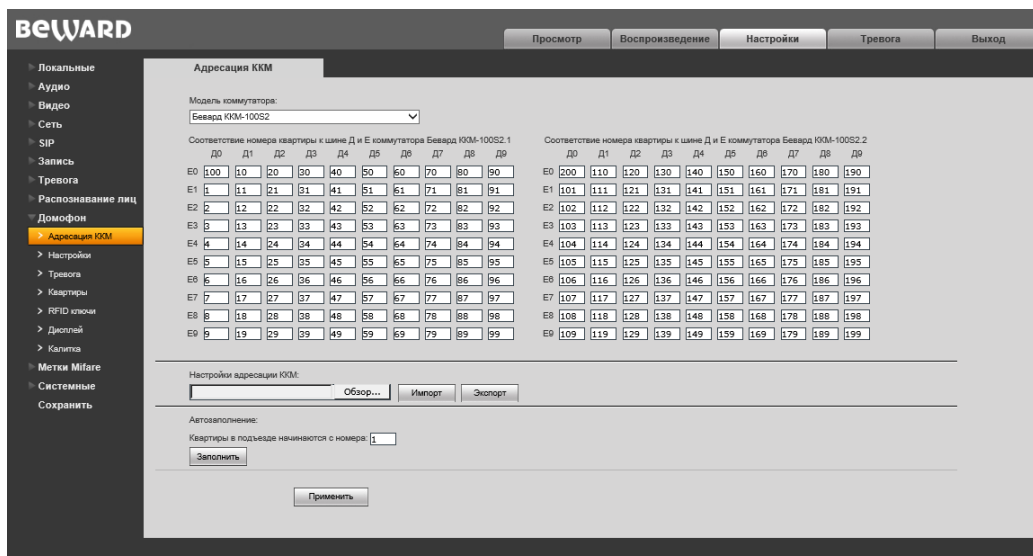 BEWARD
Просмотр Воспроизведение Настройки Тревога Выход
Локальные
Аудио
Видео
Сеть
SIP
Запись
Тревога
Распознавание лиц
Домофон
Адресация ККМ
Настройки
Тревога
Квартиры
RFID ключи
Дисплей
Калитка
Метки Mifare
Системные
Сохранить
Адресация ККМ
Модель коммутатора:
Бевард ККМ-100S2
Соответствие номера квартиры к шине Д и Е коммутатора Бевард ККМ-100S2.1
Д0 Д1 Д2 Д3 Д4 Д5 Д6 Д7 Д8 Д9
E0 100 10 20 30 40 50 60 70 80 90
E1 1 11 21 31 41 51 61 71 81 91
E2 2 12 22 32 42 52 62 72 82 92
E3 3 13 23 33 43 53 63 73 83 93
E4 4 14 24 34 44 54 64 74 84 94
E5 5 15 25 35 45 55 65 75 85 95
E6 6 16 26 36 46 56 66 76 86 96
E7 7 17 27 37 47 57 67 77 87 97
E8 8 18 28 38 48 58 68 78 88 98
E9 9 19 29 39 49 59 69 79 89 99
Соответствие номера квартиры к шине Д и Е коммутатора Бевард ККМ-100S2.2
Д0 Д1 Д2 Д3 Д4 Д5 Д6 Д7 Д8 Д9
E0 200 110 120 130 140 150 160 170 180 190
E1 101 111 121 131 141 151 161 171 181 191
E2 102 112 122 132 142 152 162 172 182 192
E3 103 113 123 133 143 153 163 173 183 193
E4 104 114 124 134 144 154 164 174 184 194
E5 105 115 125 135 145 155 165 175 185 195
E6 106 116 126 136 146 156 166 176 186 196
E7 107 117 127 137 147 157 167 177 187 197
E8 108 118 128 138 148 158 168 178 188 198
E9 109 119 129 139 149 159 169 179 189 199
Настройки адресации ККМ:
Обзор... Импорт Экспорт
Автозаполнение:
Квартиры в подъезде начинаются с номера: 1
Заполнить
Применить